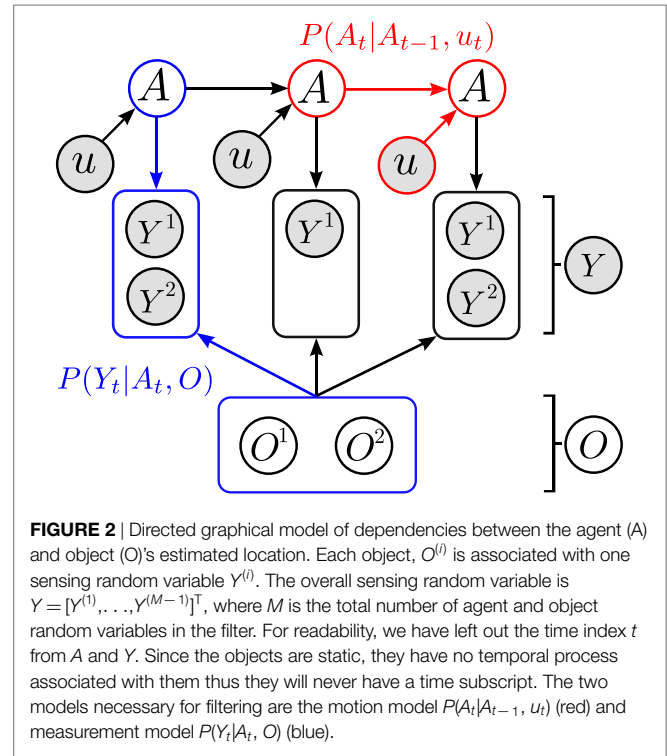 P(A_t|A_{t-1}, u_t)
A A A
u u u
Y^1 Y^1 Y^1
Y^2 Y^2 Y
P(Y_t|A_t, O)
O^1 O^2 O
FIGURE 2 | Directed graphical model of dependencies between the agent (A)
and object (O)'s estimated location. Each object, O^{(i)} is associated with one
sensing random variable Y^{(i)}. The overall sensing random variable is
Y = [Y^{(1)},. . .,Y^{(M−1)}]^T, where M is the total number of agent and object
random variables in the filter. For readability, we have left out the time index t
from A and Y. Since the objects are static, they have no temporal process
associated with them thus they will never have a time subscript. The two
models necessary for filtering are the motion model P(A_t|A_{t−1}, u_t) (red) and
measurement model P(Y_t|A_t, O) (blue).